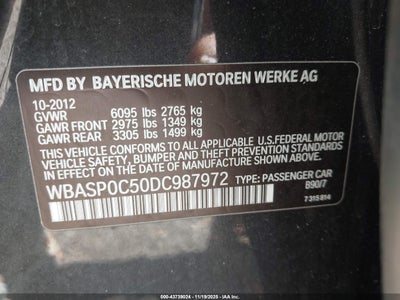 MFD BY BAYERISCHE MOTOREN WERKE AG
10-2012
GVWR 6095 lbs 2765 kg
GAWR FRONT 2975 lbs 1349 kg
GAWR REAR 3305 lbs 1499 kg
THIS VEHICLE CONFORMS TO ALL APPLICABLE U.S.FEDERAL MOTOR
VEHICLE SAFETY, BUMPER, AND THEFT PREVENTION STANDARDS
IN EFFECT ON THE DATE OF MANUFACTURE SHOWN ABOVE.
WBASP0C50DC987972 TYPE: PASSENGER CAR
B90/7
7 315 814
000-43739024 - 11/19/2025 - IAA Inc.